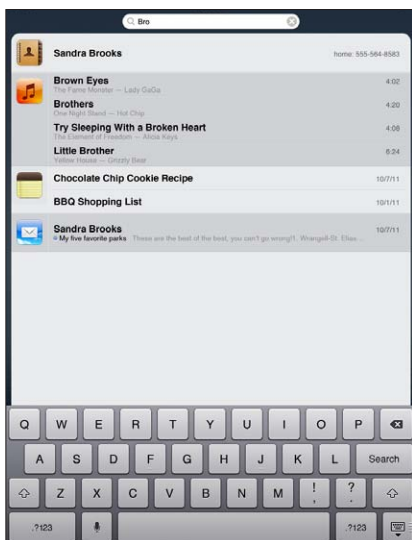 Bro
Sandra Brooks home: 555-564-8583
Brown Eyes 4:02
The Fame Monster — Lady GaGa
Brothers 4:20
One Night Stand — Hot Chip
Try Sleeping With a Broken Heart 4:08
The Element of Freedom — Alicia Keys
Little Brother 6:24
Yellow House — Grizzly Bear
Chocolate Chip Cookie Recipe 10/7/11
BBQ Shopping List 10/1/11
Sandra Brooks 10/7/11
My five favorite parks These are the best of the best, you can't go wrong!1. Wrangell-St. Elias...
Q W E R T Y U I O P
A S D F G H J K L Search
Z X C V B N M ! , ? .
.?123 .?123